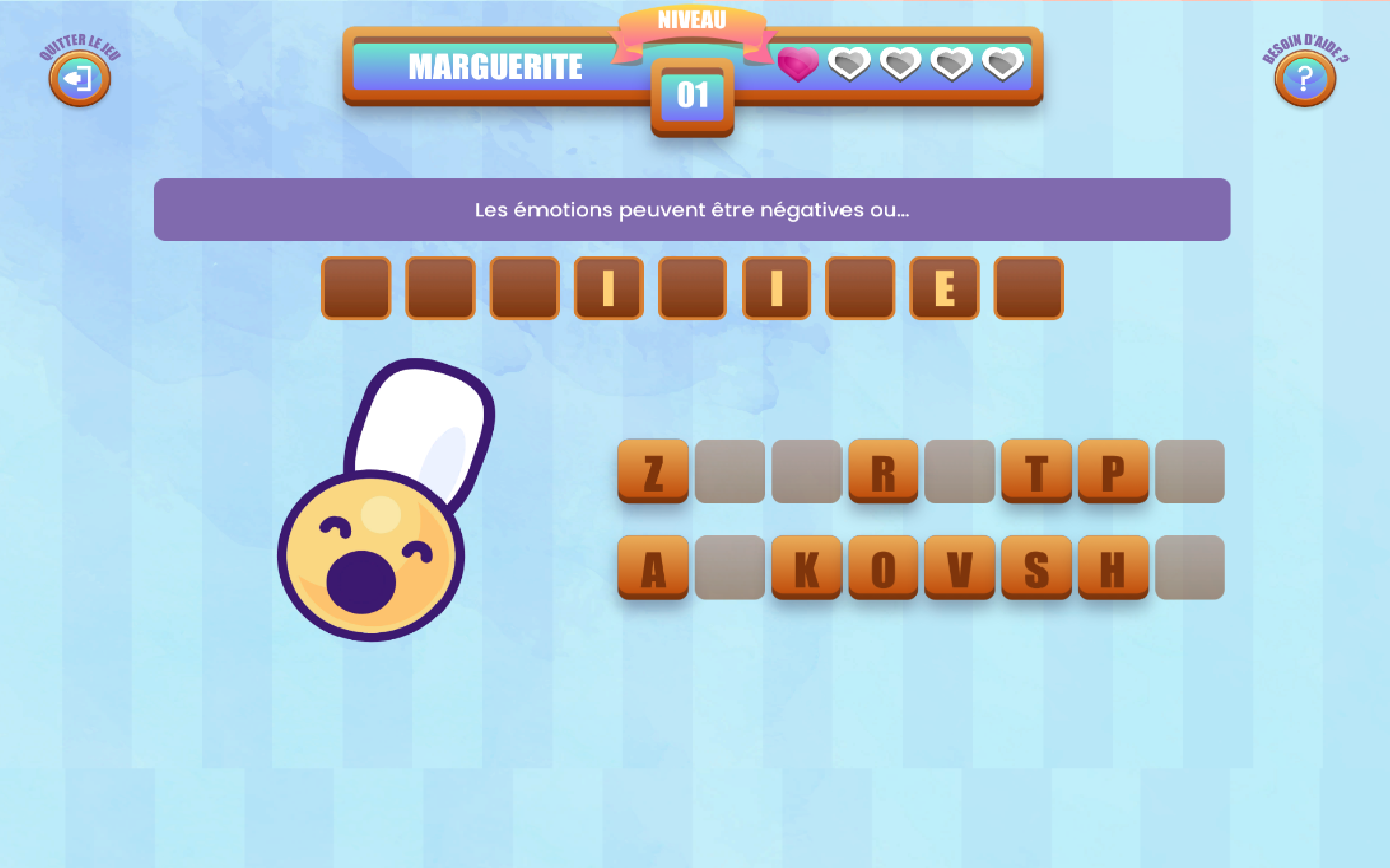 QUITTER LE JEU
NIVEAU
MARGUERITE
01
BESOIN D'AIDE ?
?
Les émotions peuvent être négatives ou...
I I E
Z R T P
A K O V S H